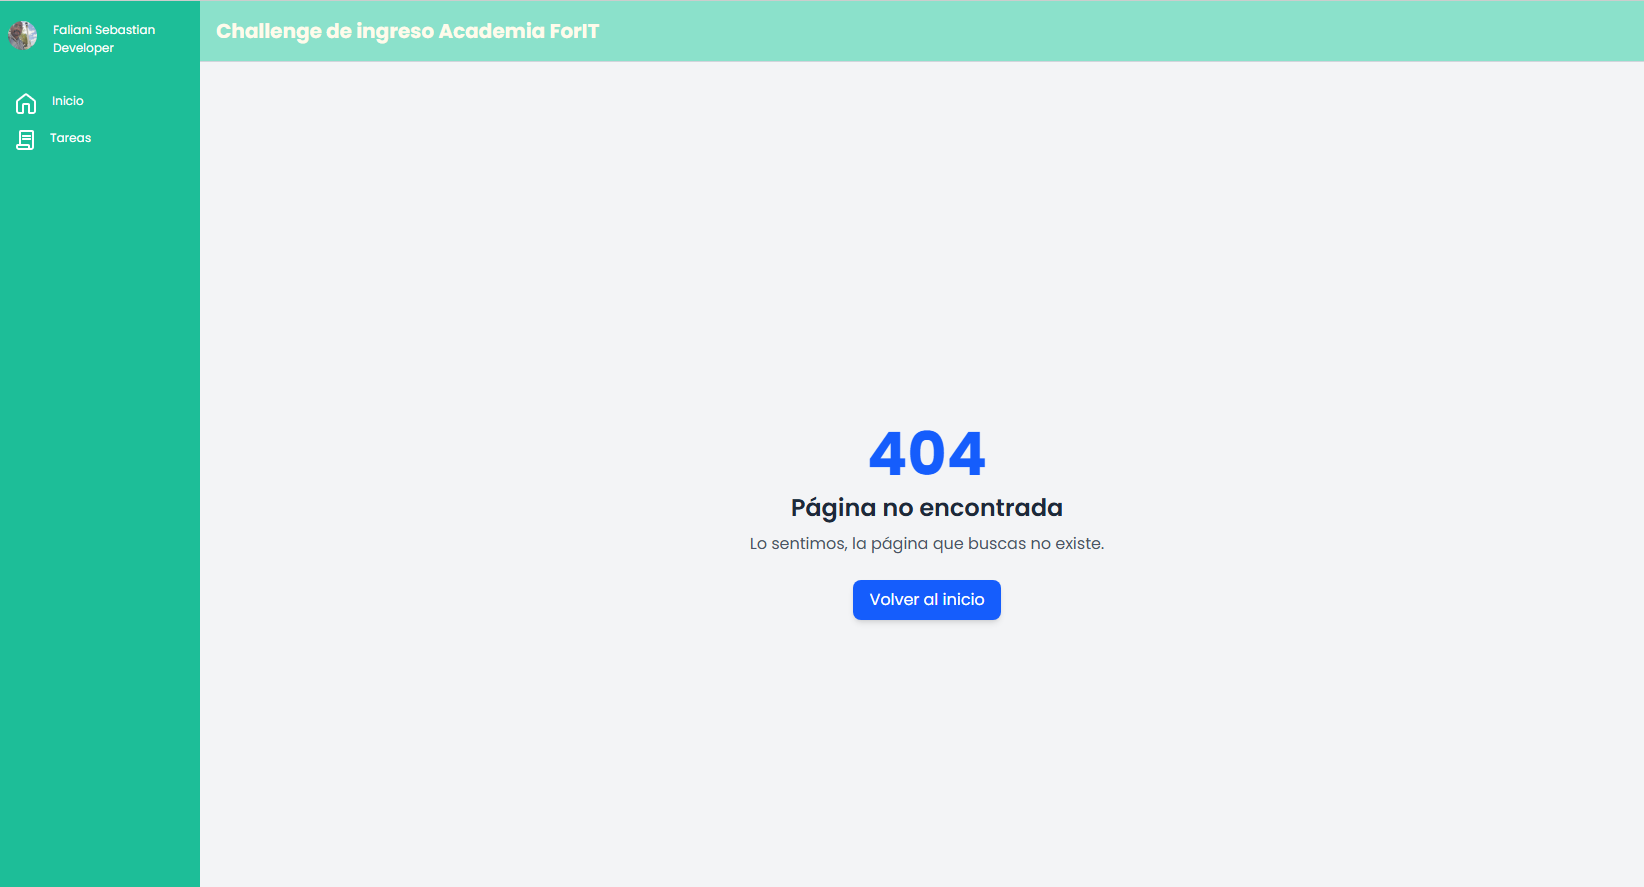 Faliani Sebastian
Developer
Inicio
Tareas
Challenge de ingreso Academia ForIT
404
Página no encontrada
Lo sentimos, la página que buscas no existe.
Volver al inicio